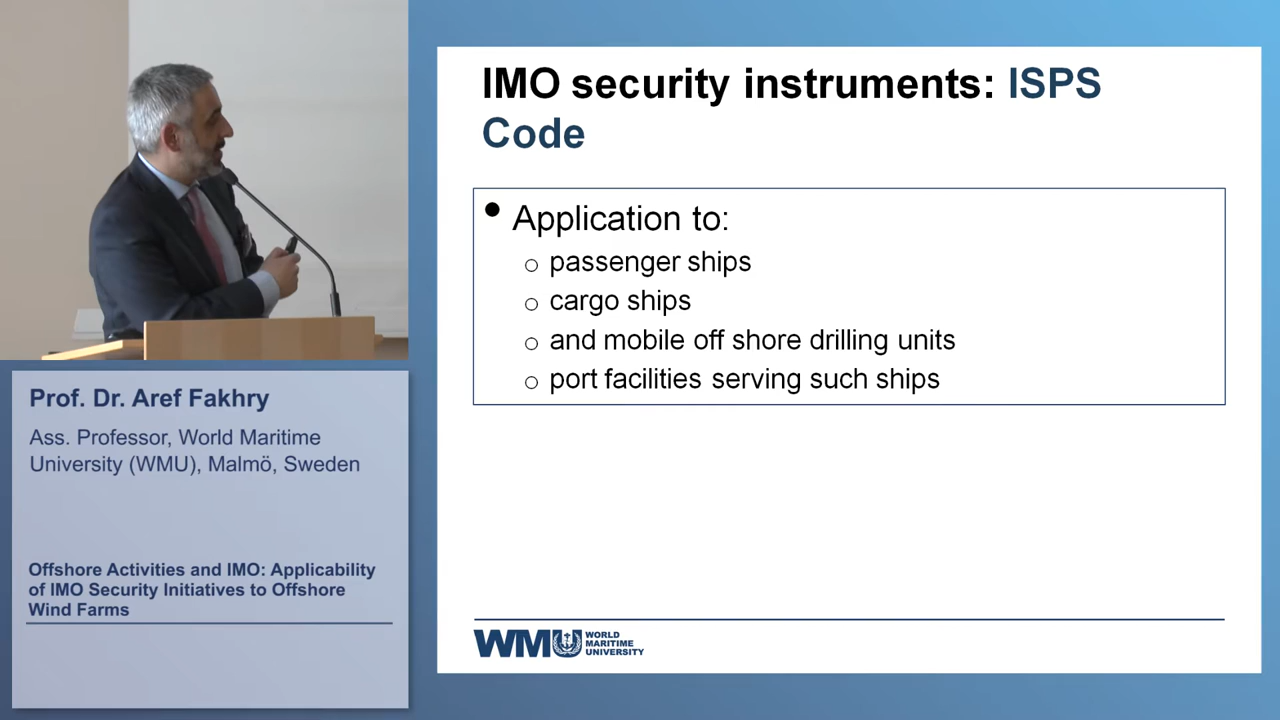 IMO security instruments: ISPS
Code
• Application to:
○ passenger ships
○ cargo ships
○ and mobile off shore drilling units
○ port facilities serving such ships
Prof. Dr. Aref Fakhry
Ass. Professor, World Maritime
University (WMU), Malmö, Sweden
Offshore Activities and IMO: Applicability
of IMO Security Initiatives to Offshore
Wind Farms
WMU WORLD
MARITIME
UNIVERSITY